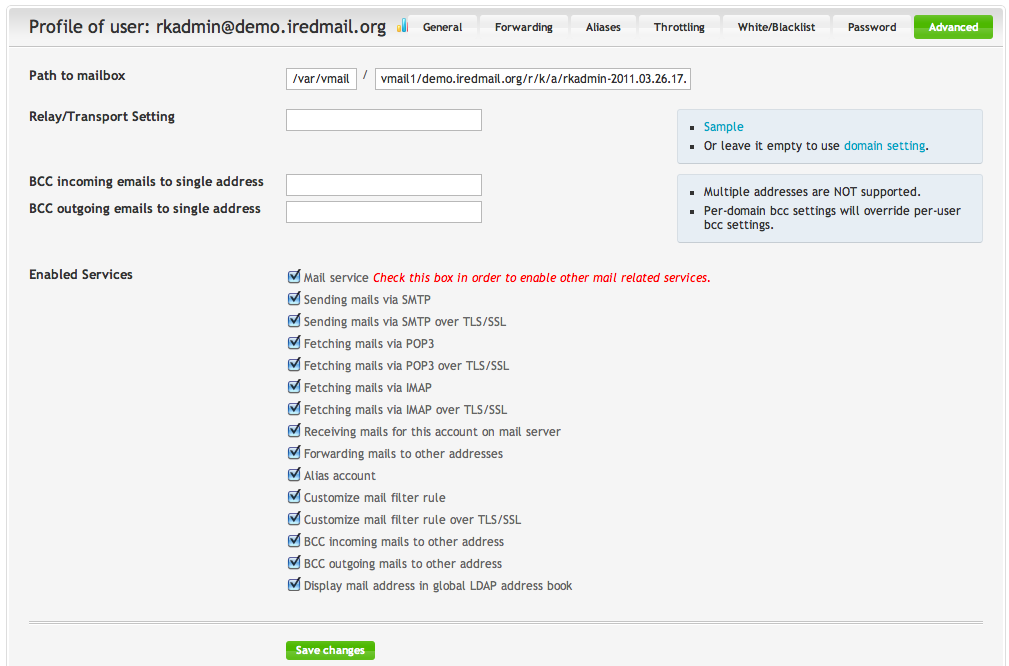 Profile of user: rkadmin@demo.iredmail.org General Forwarding Aliases Throttling White/Blacklist Password Advanced
Path to mailbox /var/vmail / vmail1/demo.iredmail.org/r/k/a/rkadmin-2011.03.26.17.
Relay/Transport Setting
Sample
Or leave it empty to use domain setting.
BCC incoming emails to single address
BCC outgoing emails to single address
Multiple addresses are NOT supported.
Per-domain bcc settings will override per-user
bcc settings.
Enabled Services
Mail service Check this box in order to enable other mail related services.
Sending mails via SMTP
Sending mails via SMTP over TLS/SSL
Fetching mails via POP3
Fetching mails via POP3 over TLS/SSL
Fetching mails via IMAP
Fetching mails via IMAP over TLS/SSL
Receiving mails for this account on mail server
Forwarding mails to other addresses
Alias account
Customize mail filter rule
Customize mail filter rule over TLS/SSL
BCC incoming mails to other address
BCC outgoing mails to other address
Display mail address in global LDAP address book
Save changes